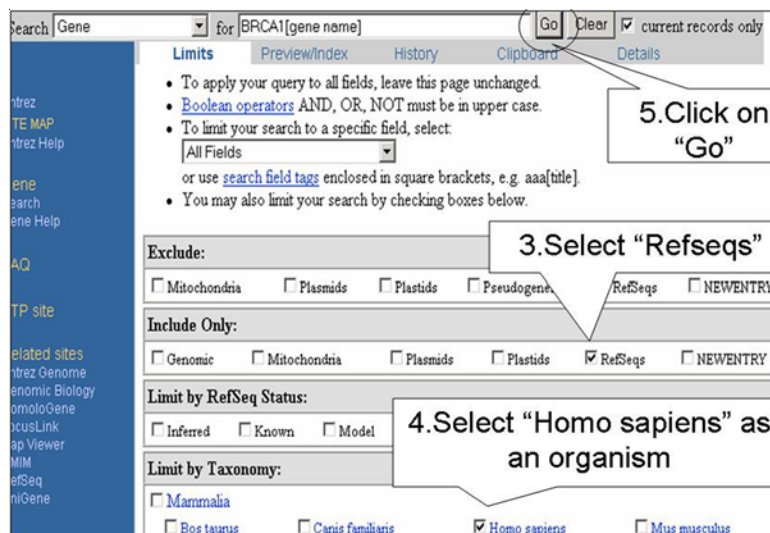 Search Gene for BRCA1[gene name] Go Clear current records only
Limits Preview/Index History Clipboard Details
• To apply your query to all fields, leave this page unchanged.
• Boolean operators AND, OR, NOT must be in upper case.
• To limit your search to a specific field, select:
All Fields
or use search field tags enclosed in square brackets, e.g. aaa[title].
• You may also limit your search by checking boxes below.
5.Click on
“Go”
ntrez
TE MAP
ntrez Help
ene
earch
ene Help
AQ
TP site
elated sites
ntrez Genome
enomic Biology
omoloGene
ocusLink
ap Viewer
MIM
efSeq
niGene
3.Select “Refseqs”
Exclude:
Mitochondria Plasmids Plastids Pseudogene RefSeqs NEWENTRY
Include Only:
Genomic Mitochondria Plasmids Plastids RefSeqs NEWENTRY
Limit by RefSeq Status:
Inferred Known Model
4.Select “Homo sapiens” as
an organism
Limit by Taxonomy:
Mammalia
Bos taurus Canis familiaris Homo sapiens Mus musculus